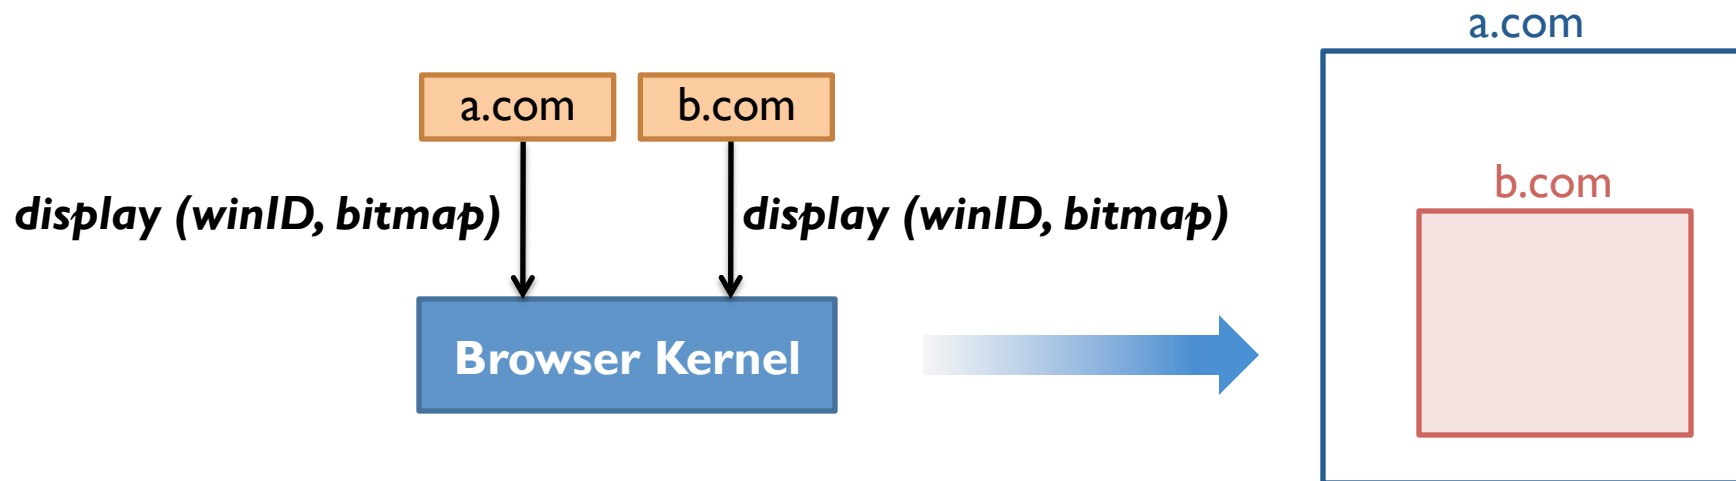 a.com
a.com
b.com
b.com
display (winID, bitmap)
display (winID, bitmap)
Browser Kernel